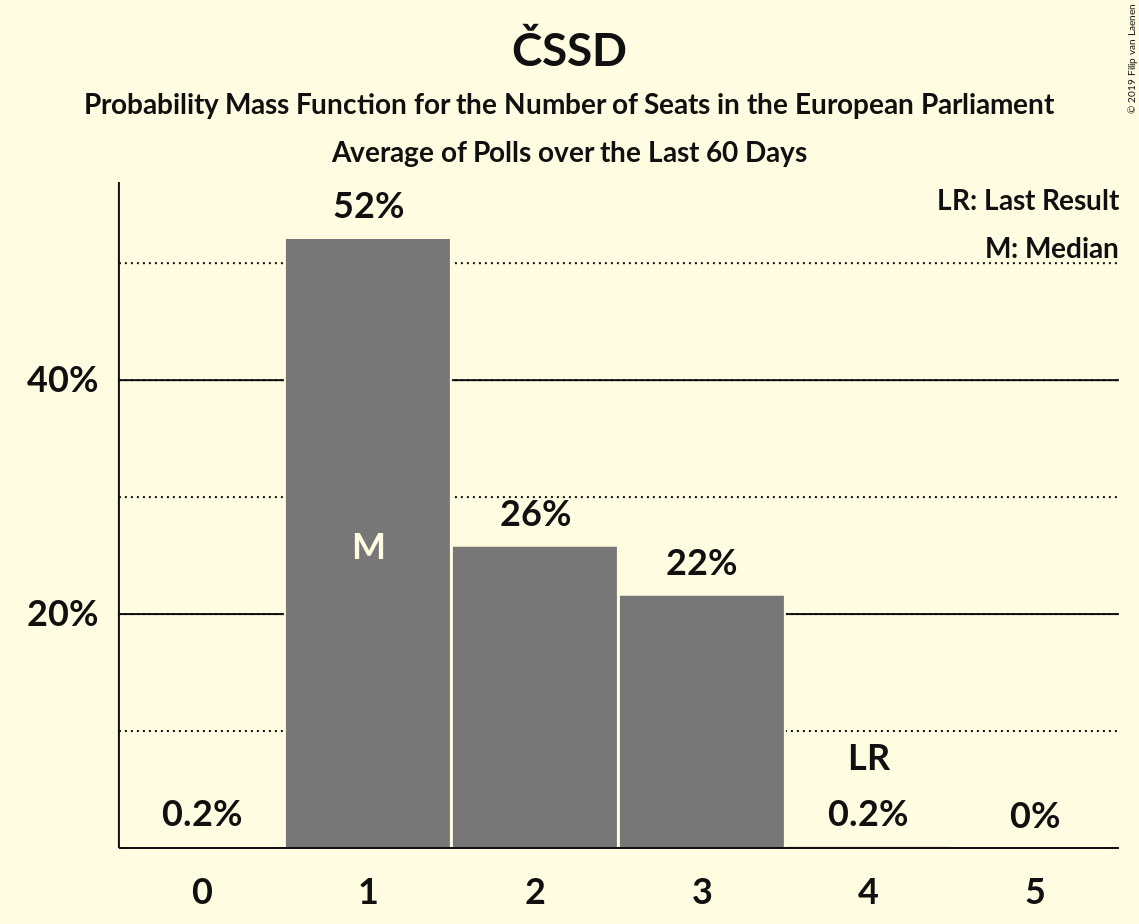 ČSSD
Probability Mass Function for the Number of Seats in the European Parliament
Average of Polls over the Last 60 Days
© 2019 Filip van Laenen
LR: Last Result
M: Median
52%
40%
26%
M
22%
20%
LR
0.2%
0.2%
0%
0 1 2 3 4 5